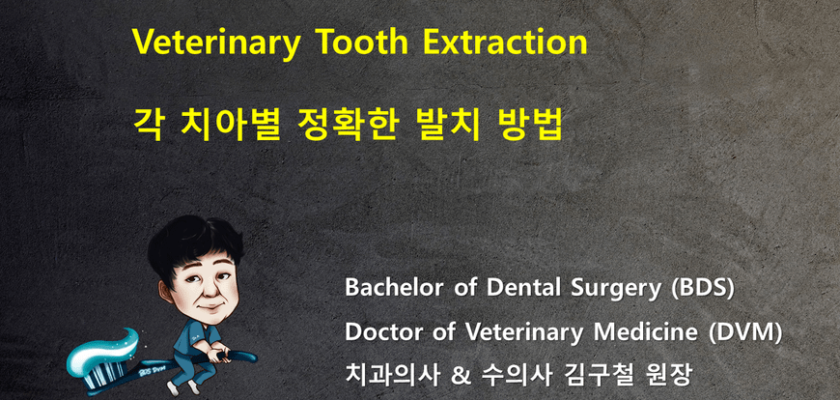 Veterinary Tooth Extraction
각 치아별 정확한 발치 방법
Bachelor of Dental Surgery (BDS)
Doctor of Veterinary Medicine (DVM)
치과의사 & 수의사 김구철 원장